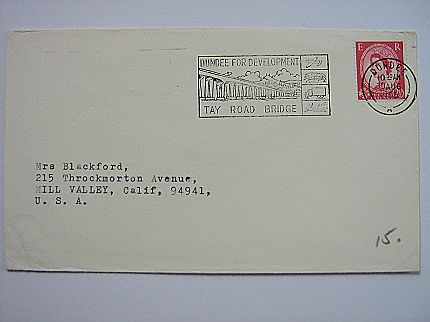 DUNDEE FOR DEVELOPMENT
TAY ROAD BRIDGE
E R
DUNDEE
Mrs Blackford,
215 Throckmorton Avenue,
MILL VALLEY, Calif, 94941,
U. S. A.
15.